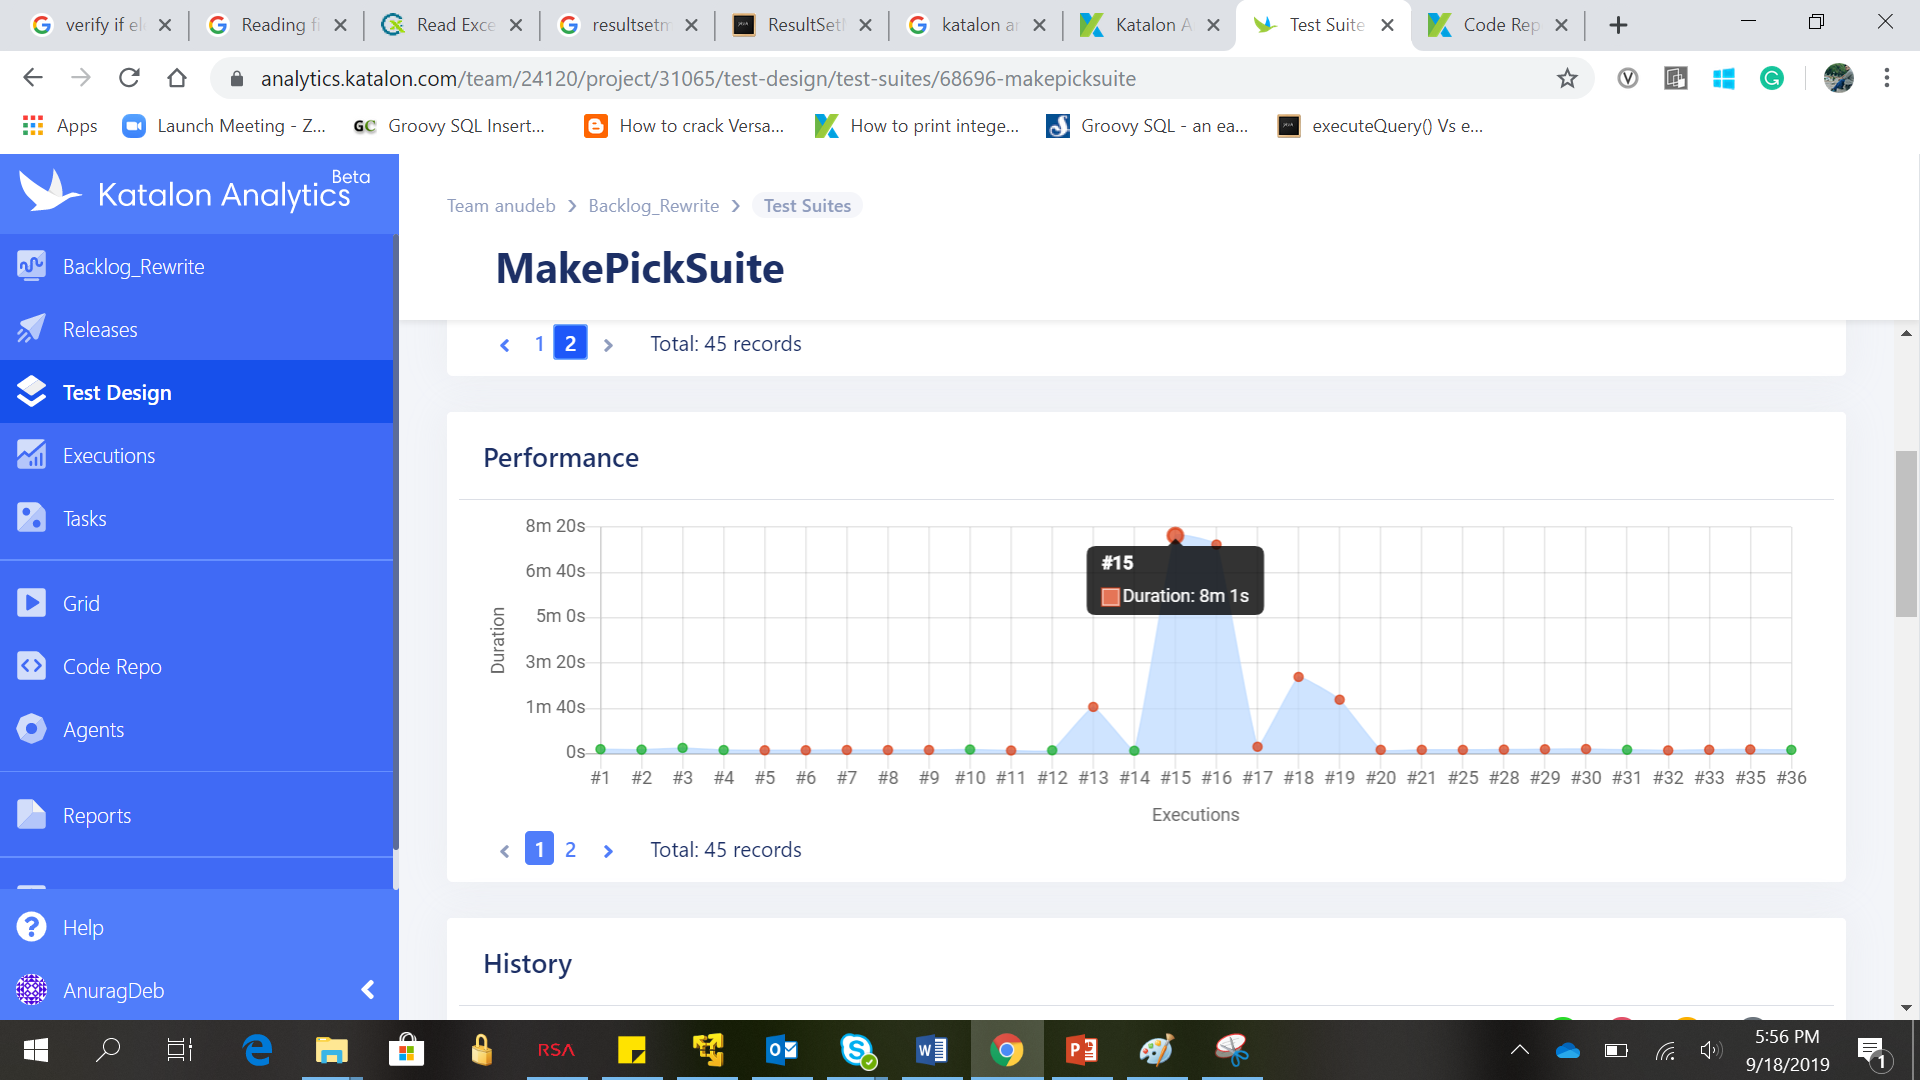 verify if el
Reading f
Read Exce
resultsetm
ResultSet
katalon a
Katalon A
Test Suite
Code Rep
analytics.katalon.com/team/24120/project/31065/test-design/test-suites/68696-makepicksuite
Apps
Launch Meeting - Z...
GC Groovy SQL Insert...
How to crack Versa...
How to print intege...
Groovy SQL - an ea...
executeQuery() Vs e...
Katalon Analytics Beta
Backlog_Rewrite
Releases
Test Design
Executions
Tasks
Grid
Code Repo
Agents
Reports
Help
AnuragDeb
Team anudeb > Backlog_Rewrite > Test Suites
MakePickSuite
1 2 Total: 45 records
Performance
Duration
8m 20s
6m 40s
5m 0s
3m 20s
1m 40s
0s
#15
Duration: 8m 1s
#1 #2 #3 #4 #5 #6 #7 #8 #9 #10 #11 #12 #13 #14 #15 #16 #17 #18 #19 #20 #21 #25 #28 #29 #30 #31 #32 #33 #35 #36
Executions
1 2 Total: 45 records
History
RSA
5:56 PM
9/18/2019
1